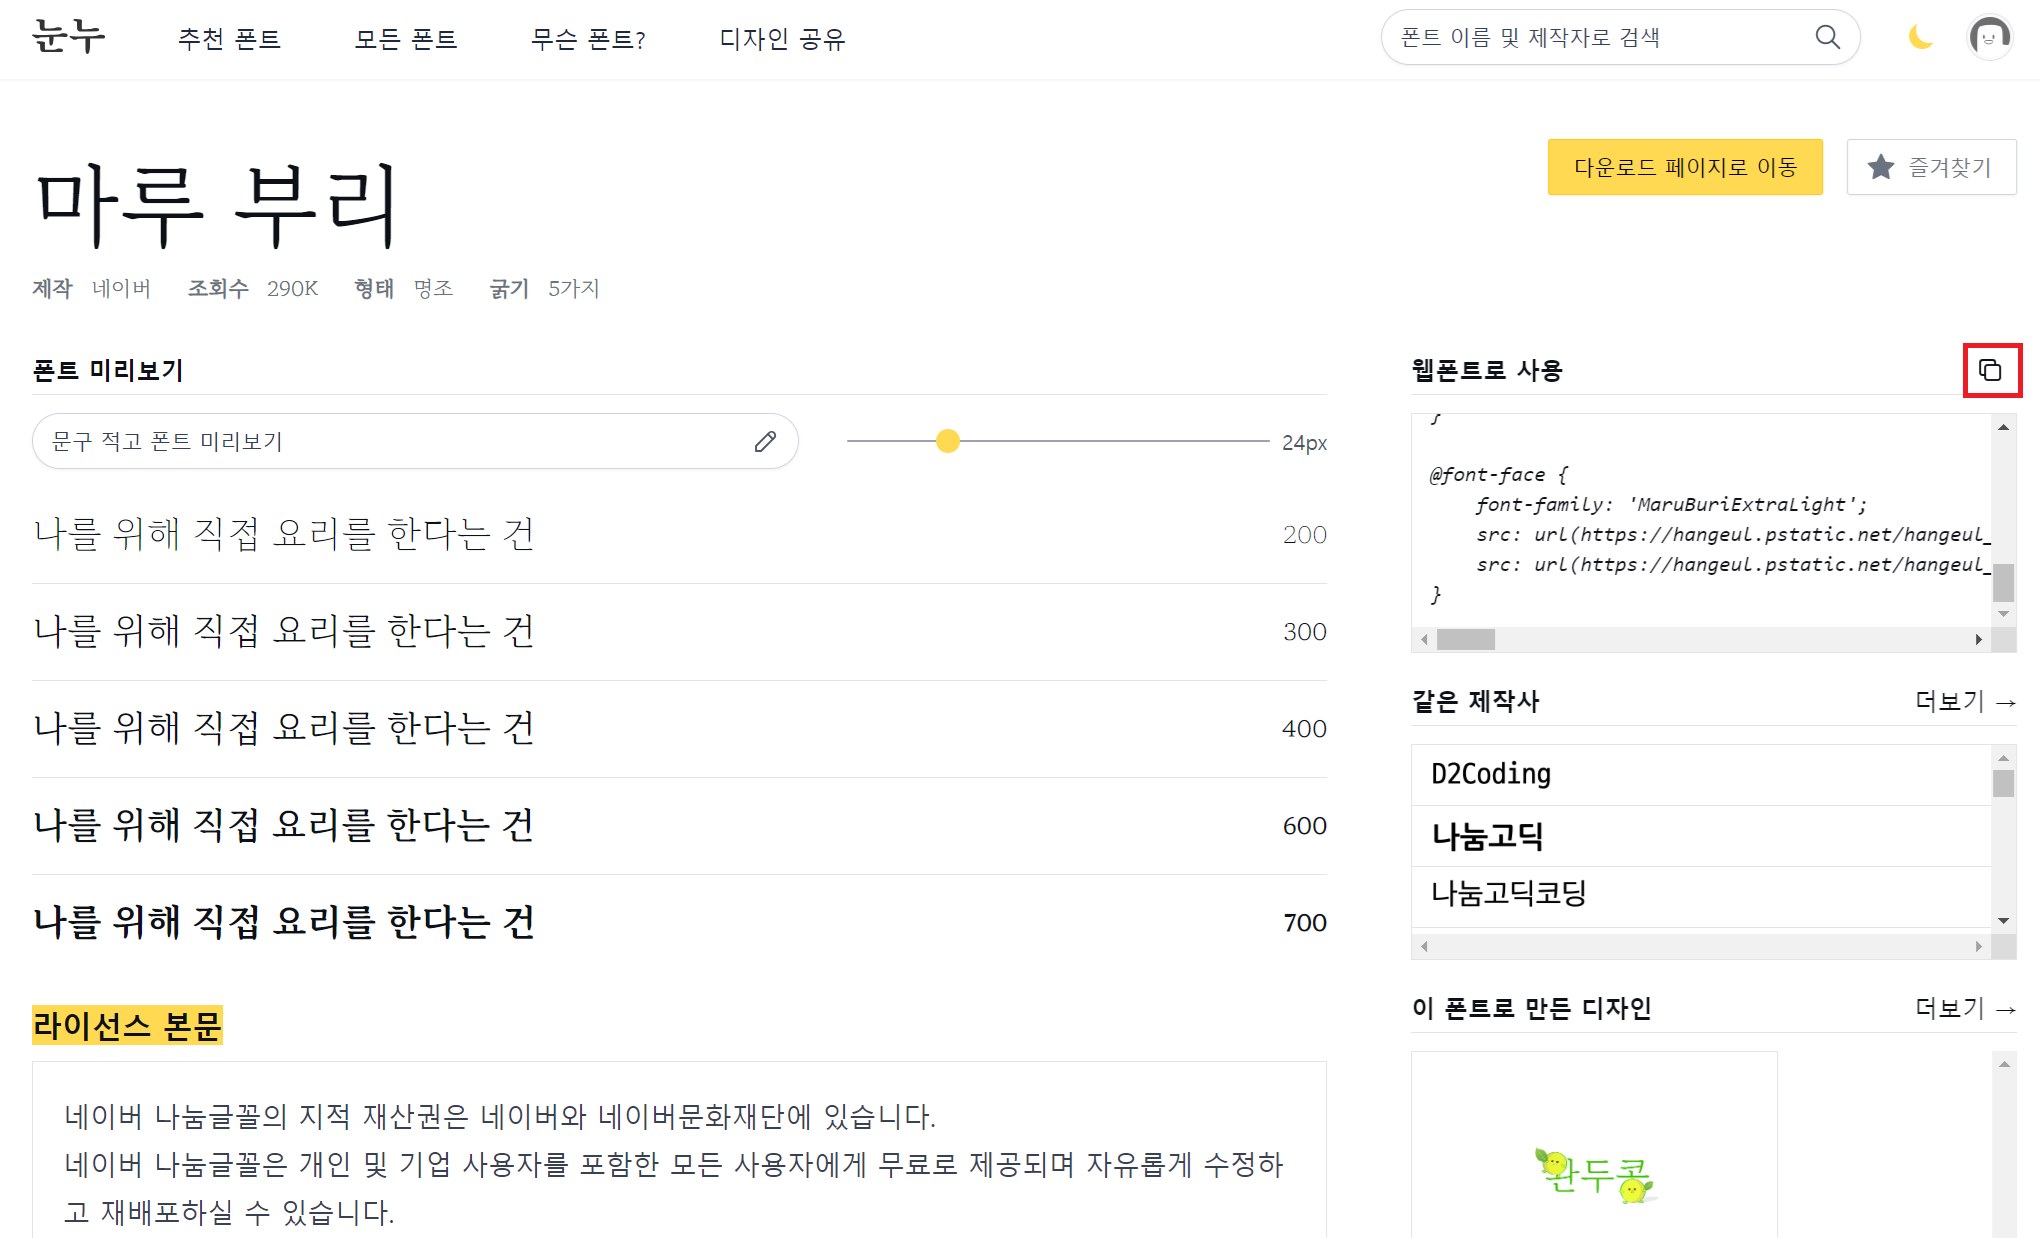 눈누
추천 폰트
모든 폰트
무슨 폰트?
디자인 공유
폰트 이름 및 제작자로 검색
마루 부리
다운로드 페이지로 이동
즐겨찾기
제작 네이버 조회수 290K 형태 명조 굵기 5가지
폰트 미리보기
문구 적고 폰트 미리보기
24px
나를 위해 직접 요리를 한다는 건 200
나를 위해 직접 요리를 한다는 건 300
나를 위해 직접 요리를 한다는 건 400
나를 위해 직접 요리를 한다는 건 600
나를 위해 직접 요리를 한다는 건 700
라이선스 본문
네이버 나눔글꼴의 지적 재산권은 네이버와 네이버문화재단에 있습니다.
네이버 나눔글꼴은 개인 및 기업 사용자를 포함한 모든 사용자에게 무료로 제공되며 자유롭게 수정하
고 재배포하실 수 있습니다.
웹폰트로 사용
}
@font-face {
font-family: 'MaruBuriExtraLight';
src: url(https://hangeul.pstatic.net/hangeul_
src: url(https://hangeul.pstatic.net/hangeul_
}
같은 제작사 더보기 →
D2Coding
나눔고딕
나눔고딕코딩
이 폰트로 만든 디자인 더보기 →
완두콩